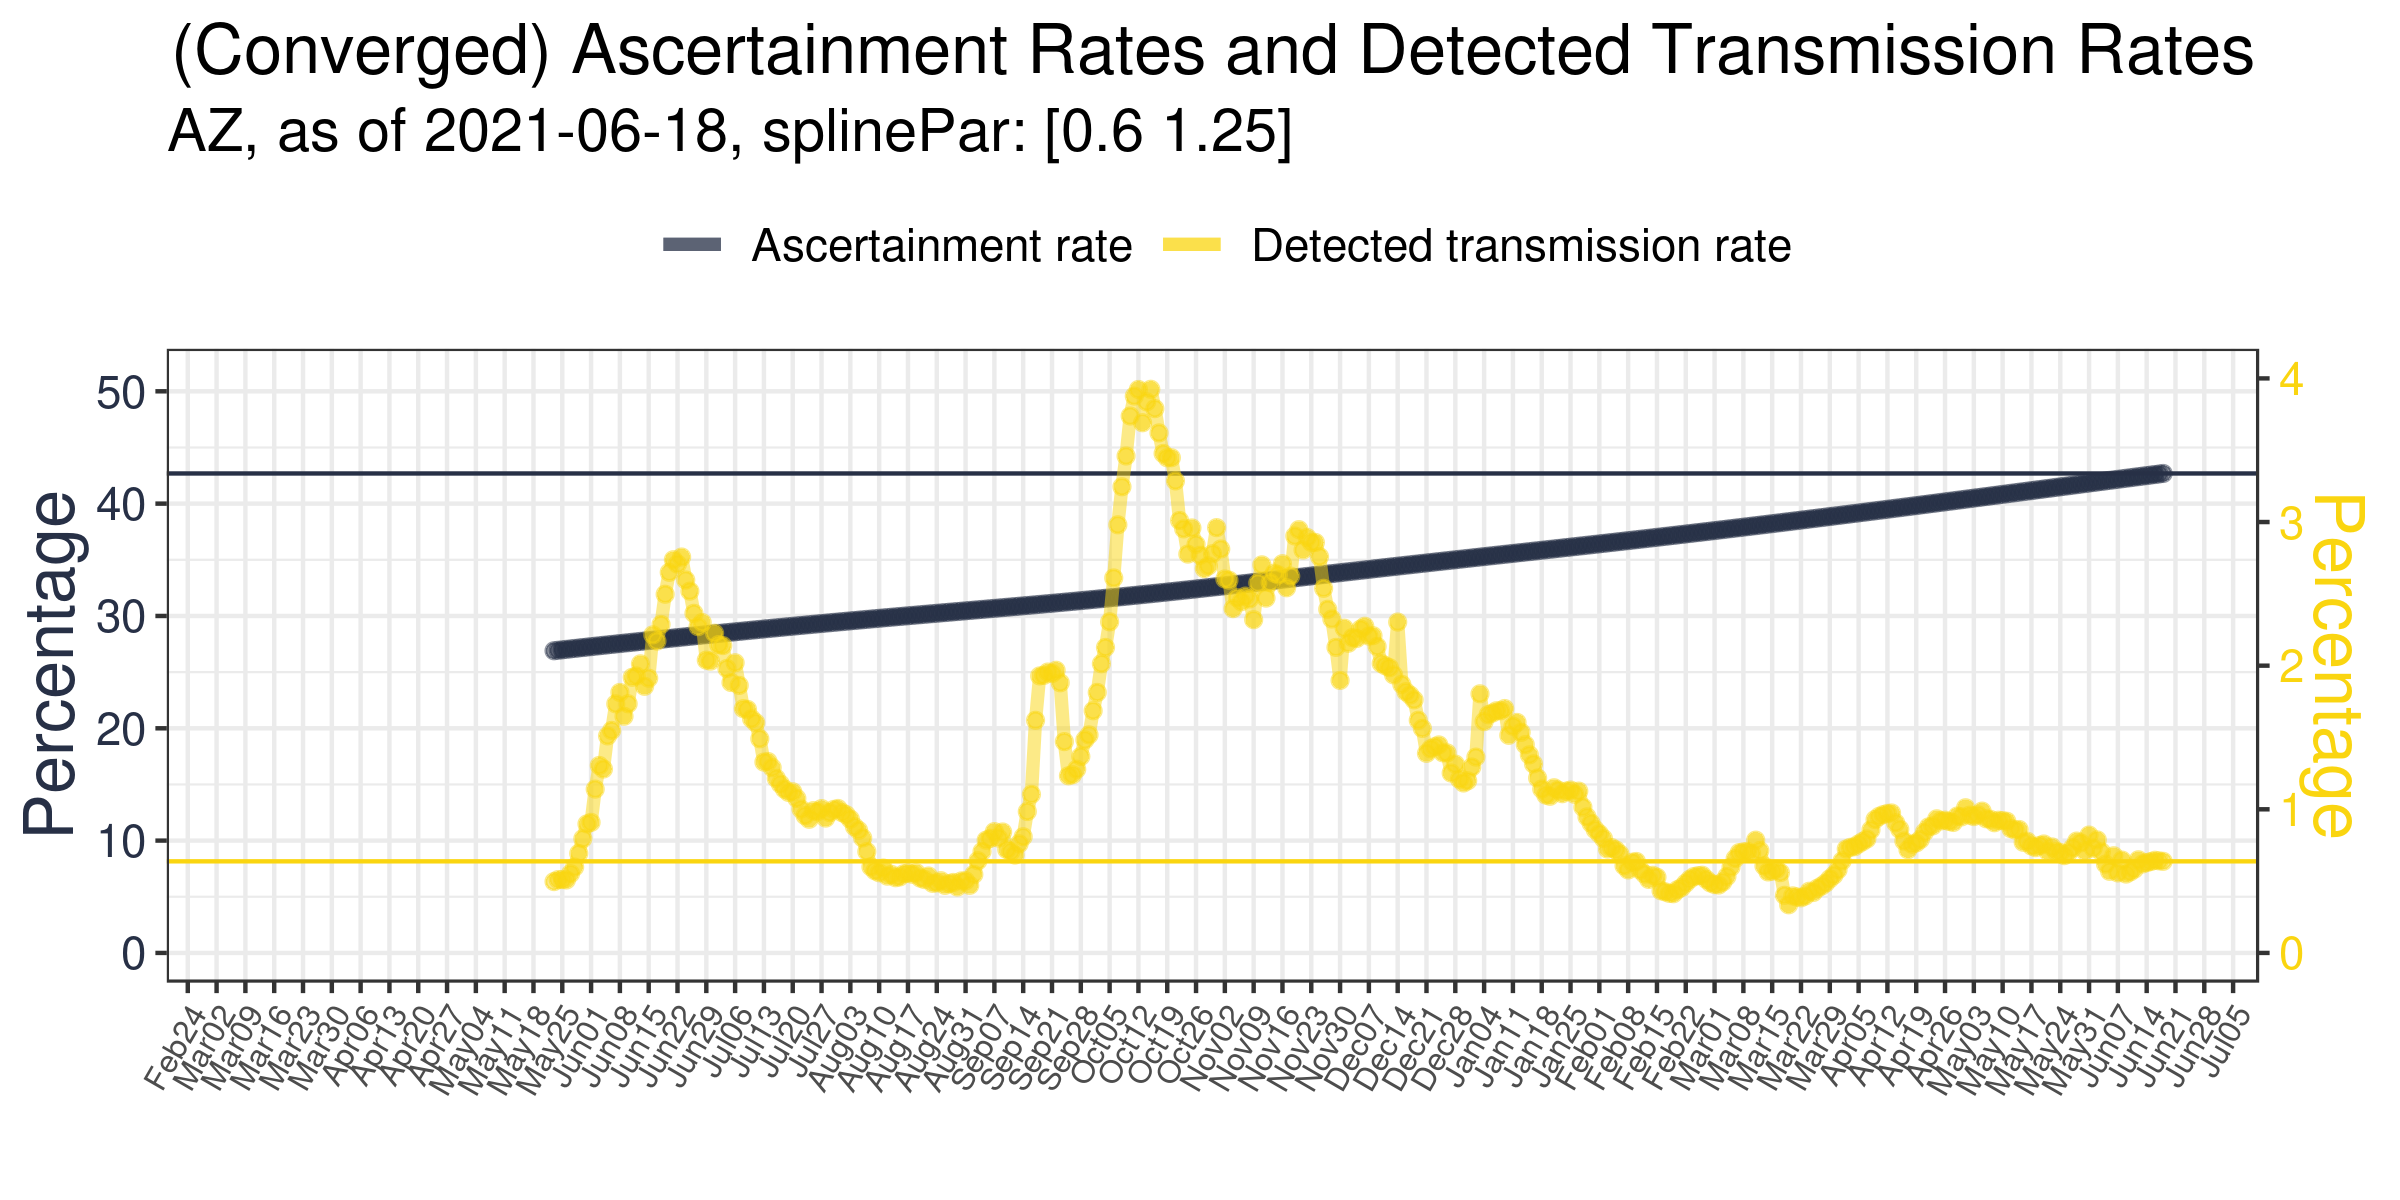 (Converged) Ascertainment Rates and Detected Transmission Rates
AZ, as of 2021-06-18, splinePar: [0.6 1.25]
Ascertainment rate
Detected transmission rate
Percentage
50
40
30
20
10
0
4
3
2
1
0
Percentage
Feb24
Mar02
Mar09
Mar16
Mar23
Mar30
Apr06
Apr13
Apr20
Apr27
May04
May11
May18
May25
Jun01
Jun08
Jun15
Jun22
Jun29
Jul06
Jul13
Jul20
Jul27
Aug03
Aug10
Aug17
Aug24
Aug31
Sep07
Sep14
Sep21
Sep28
Oct05
Oct12
Oct19
Oct26
Nov02
Nov09
Nov16
Nov23
Nov30
Dec07
Dec14
Dec21
Dec28
Jan04
Jan11
Jan18
Jan25
Feb01
Feb08
Feb15
Feb22
Mar01
Mar08
Mar15
Mar22
Mar29
Apr05
Apr12
Apr19
Apr26
May03
May10
May17
May24
May31
Jun07
Jun14
Jun21
Jun28
Jul05